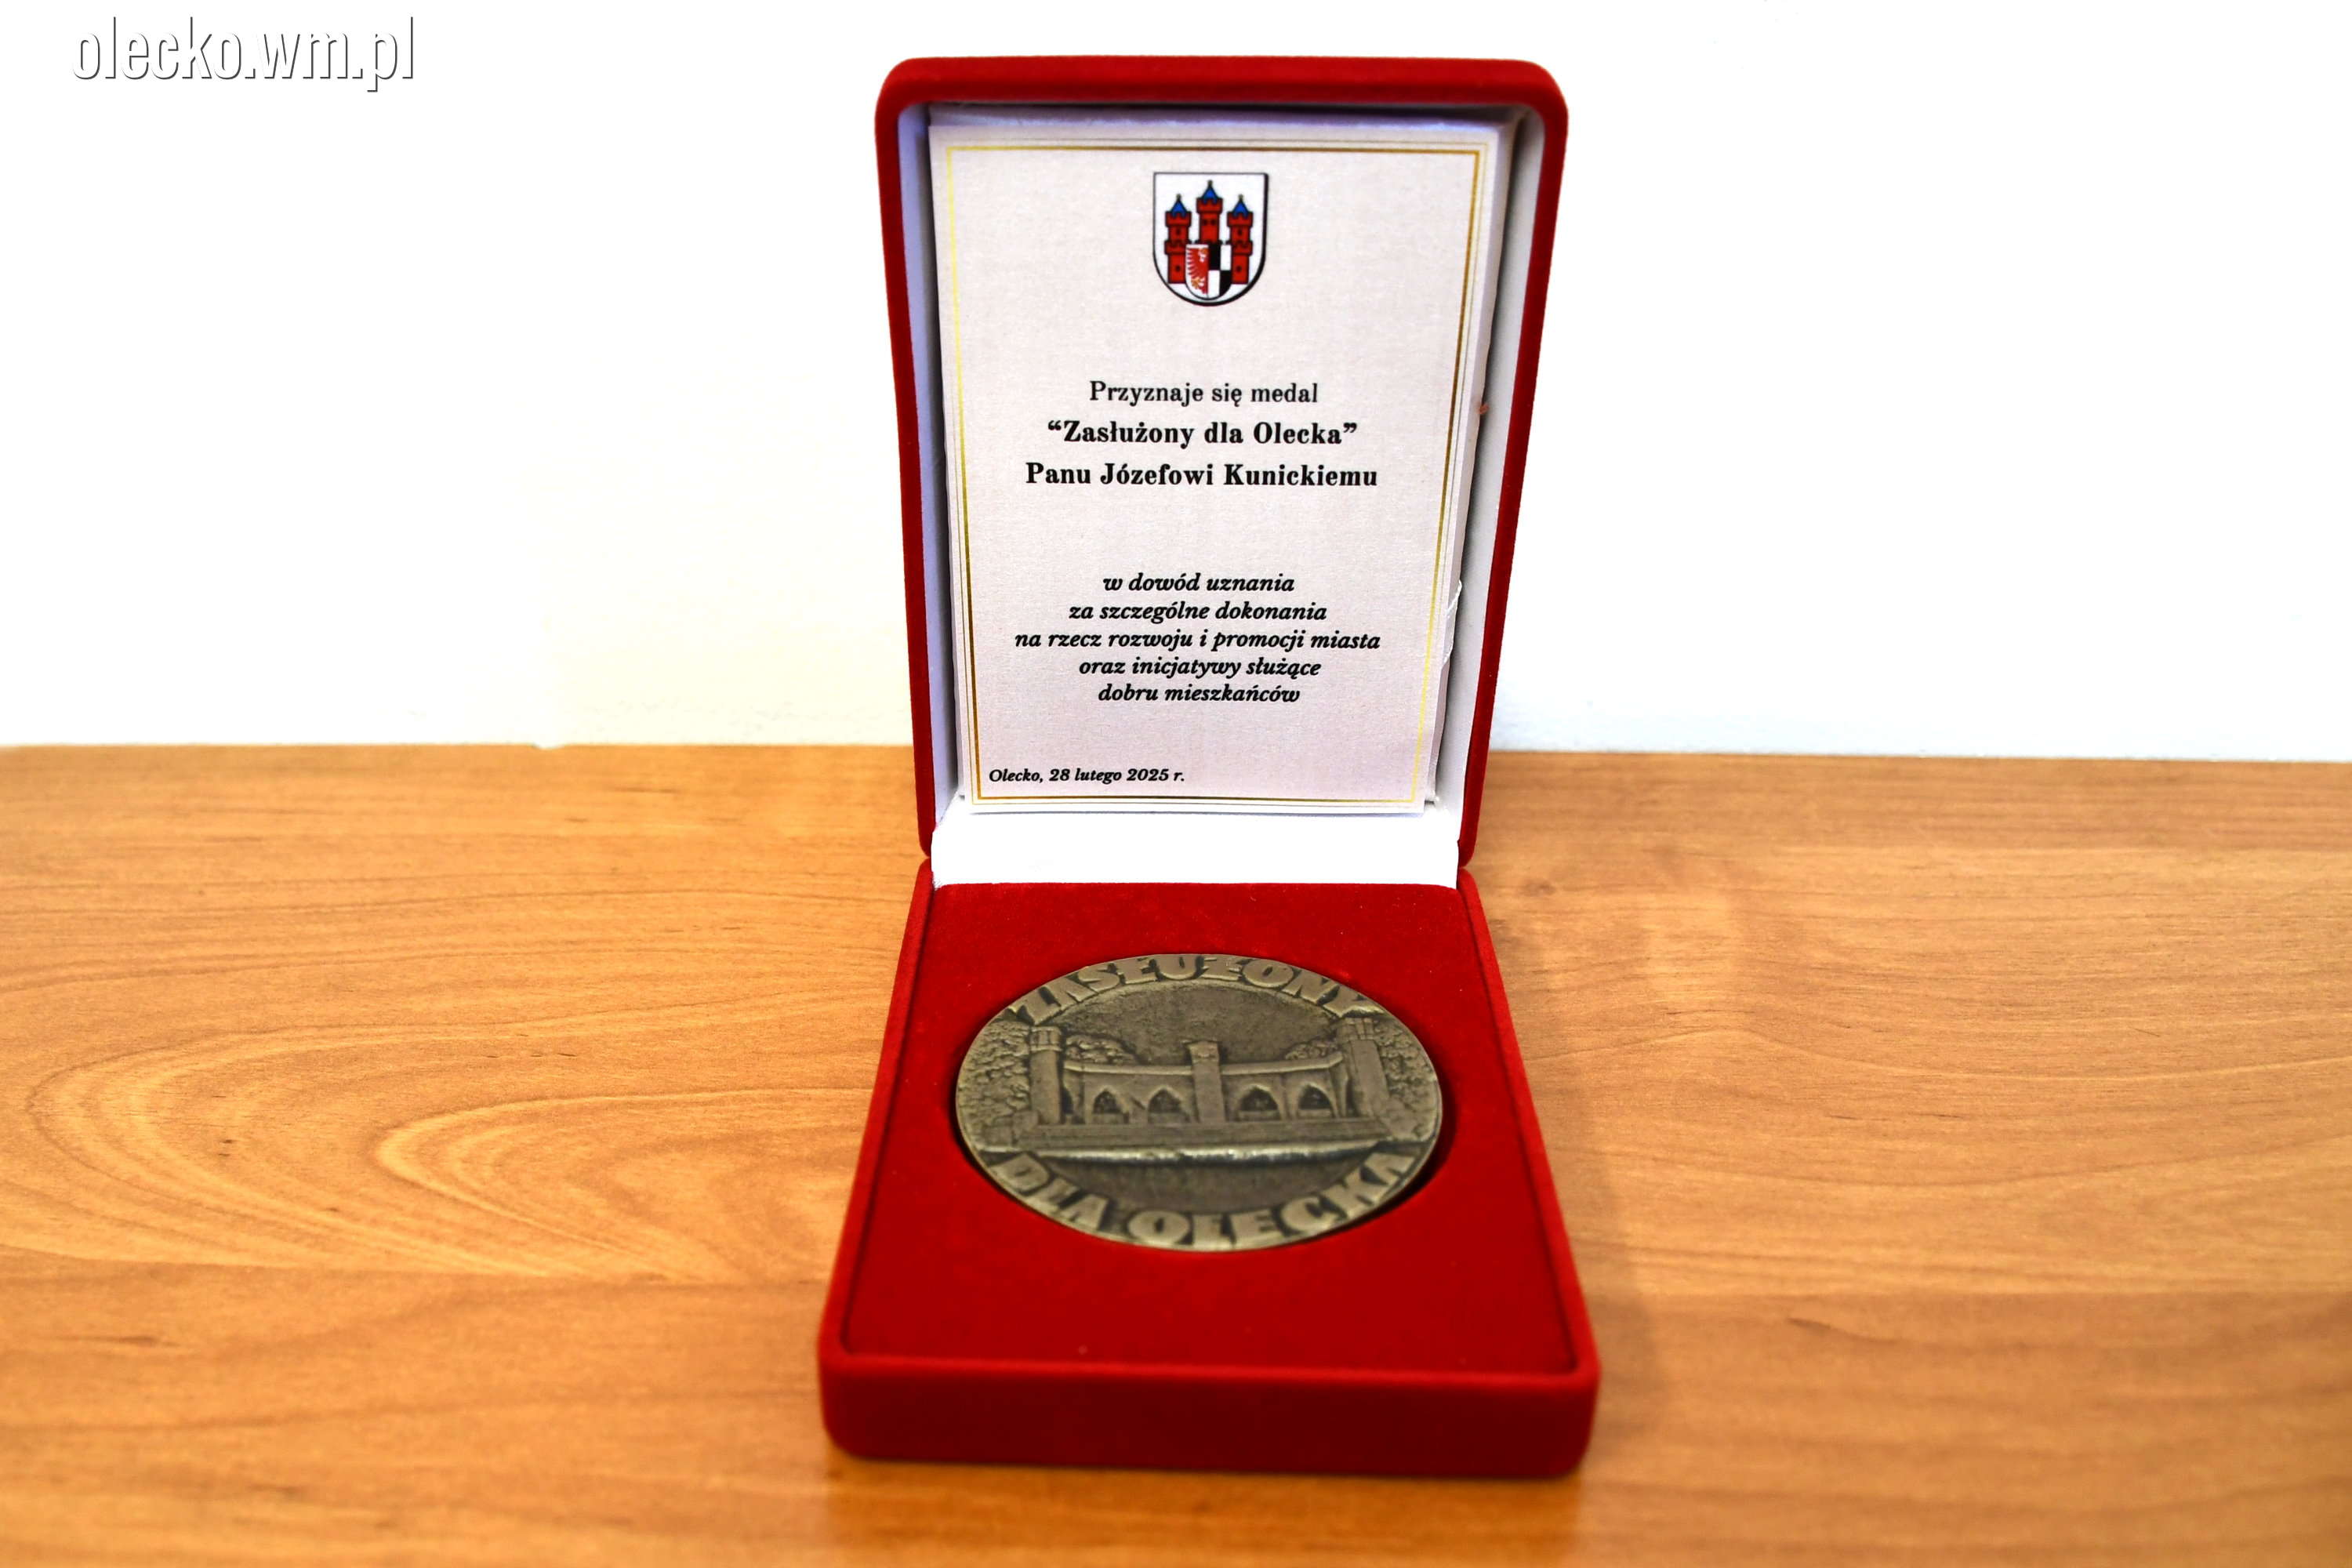 olecko.wm.pl
Przyznaje się medal
“Zasłużony dla Olecka”
Panu Józefowi Kunickiemu
w dowód uznania
za szczególne dokonania
na rzecz rozwoju i promocji miasta
oraz inicjatywy służące
dobru mieszkańców
Olecko, 28 lutego 2025 r.
ZASŁUŻONY
DLA OLECKA